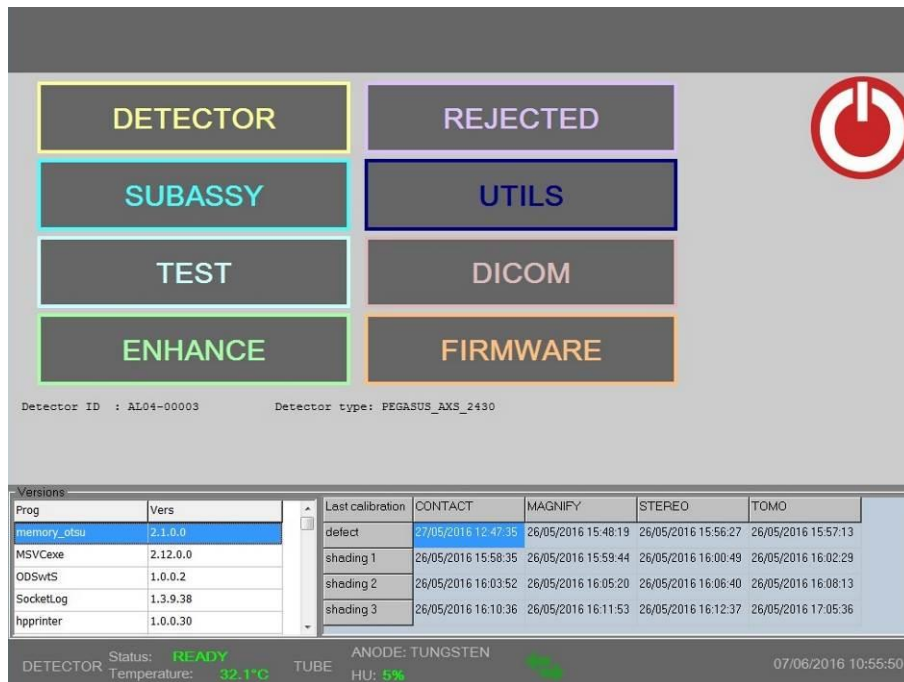 DETECTOR REJECTED
SUBASSY UTILS
TEST DICOM
ENHANCE FIRMWARE
Detector ID : AL04-00003 Detector type: PEGASUS_AXS_2430
Versions
Prog Vers
memory_otsu 2.1.0.0
MSVCexe 2.12.0.0
ODSwtS 1.0.0.2
SocketLog 1.3.9.38
hpprinter 1.0.0.30
Last calibration CONTACT MAGNIFY STEREO TOMO
defect 27/05/2016 12:47:35 26/05/2016 15:48:19 26/05/2016 15:56:27 26/05/2016 15:57:13
shading 1 26/05/2016 15:58:35 26/05/2016 15:59:44 26/05/2016 16:00:49 26/05/2016 16:02:29
shading 2 26/05/2016 16:03:52 26/05/2016 16:05:20 26/05/2016 16:06:40 26/05/2016 16:08:13
shading 3 26/05/2016 16:10:36 26/05/2016 16:11:53 26/05/2016 16:12:37 26/05/2016 17:05:36
DETECTOR Status: READY
Temperature: 32.1°C
TUBE ANODE: TUNGSTEN
HU: 5%
07/06/2016 10:55:50